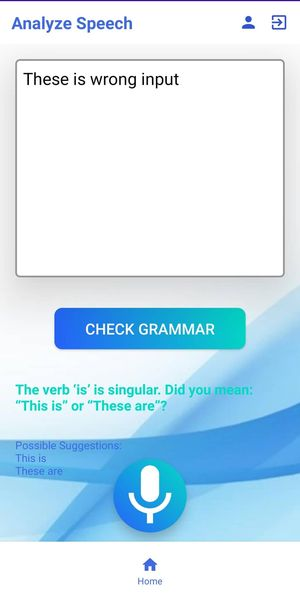 Analyze Speech
These is wrong input
CHECK GRAMMAR
The verb ‘is’ is singular. Did you mean:
“This is” or “These are”?
Possible Suggestions:
This is
These are
Home